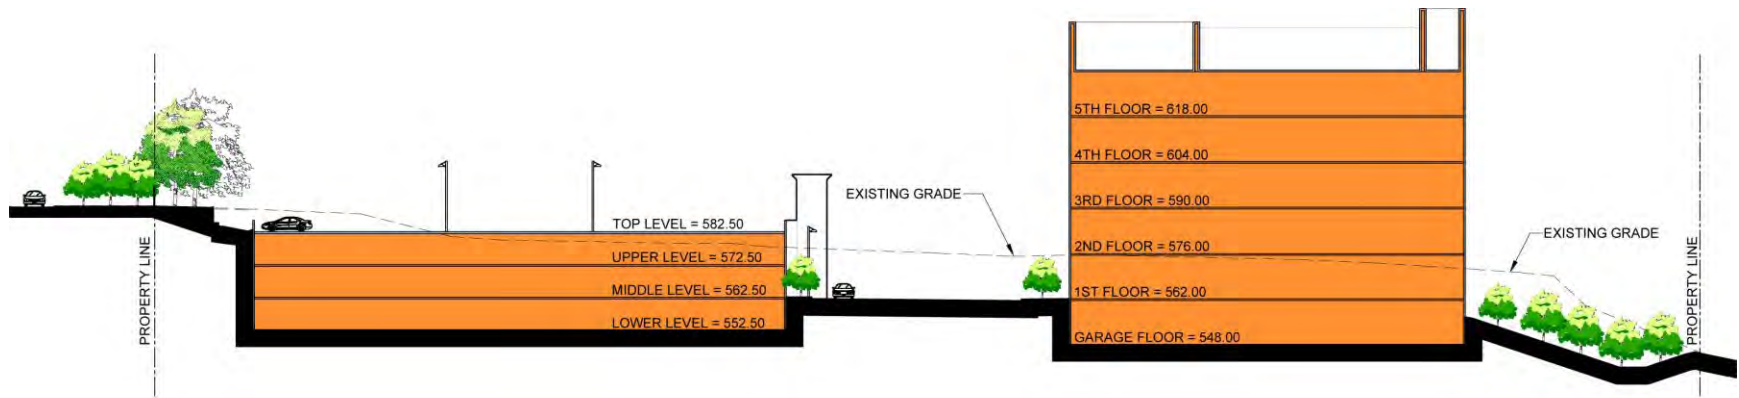 PROPERTY LINE
TOP LEVEL = 582.50
UPPER LEVEL = 572.50
MIDDLE LEVEL = 562.50
LOWER LEVEL = 552.50
EXISTING GRADE
5TH FLOOR = 618.00
4TH FLOOR = 604.00
3RD FLOOR = 590.00
2ND FLOOR = 576.00
1ST FLOOR = 562.00
GARAGE FLOOR = 548.00
EXISTING GRADE
PROPERTY LINE